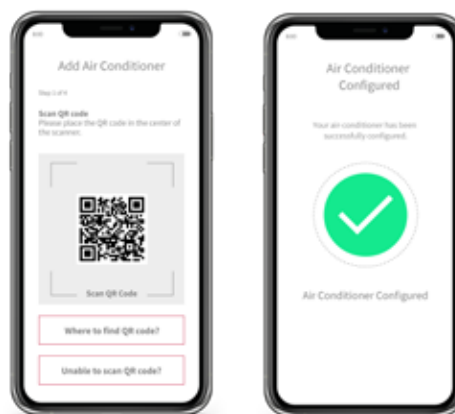 Add Air Conditioner
Step 1 of 4
Scan QR code
Please place the QR code in the center of
the scanner.
Scan QR Code
Where to find QR code?
Unable to scan QR code?
Air Conditioner
Configured
Your air conditioner has been
successfully configured.
Air Conditioner Configured